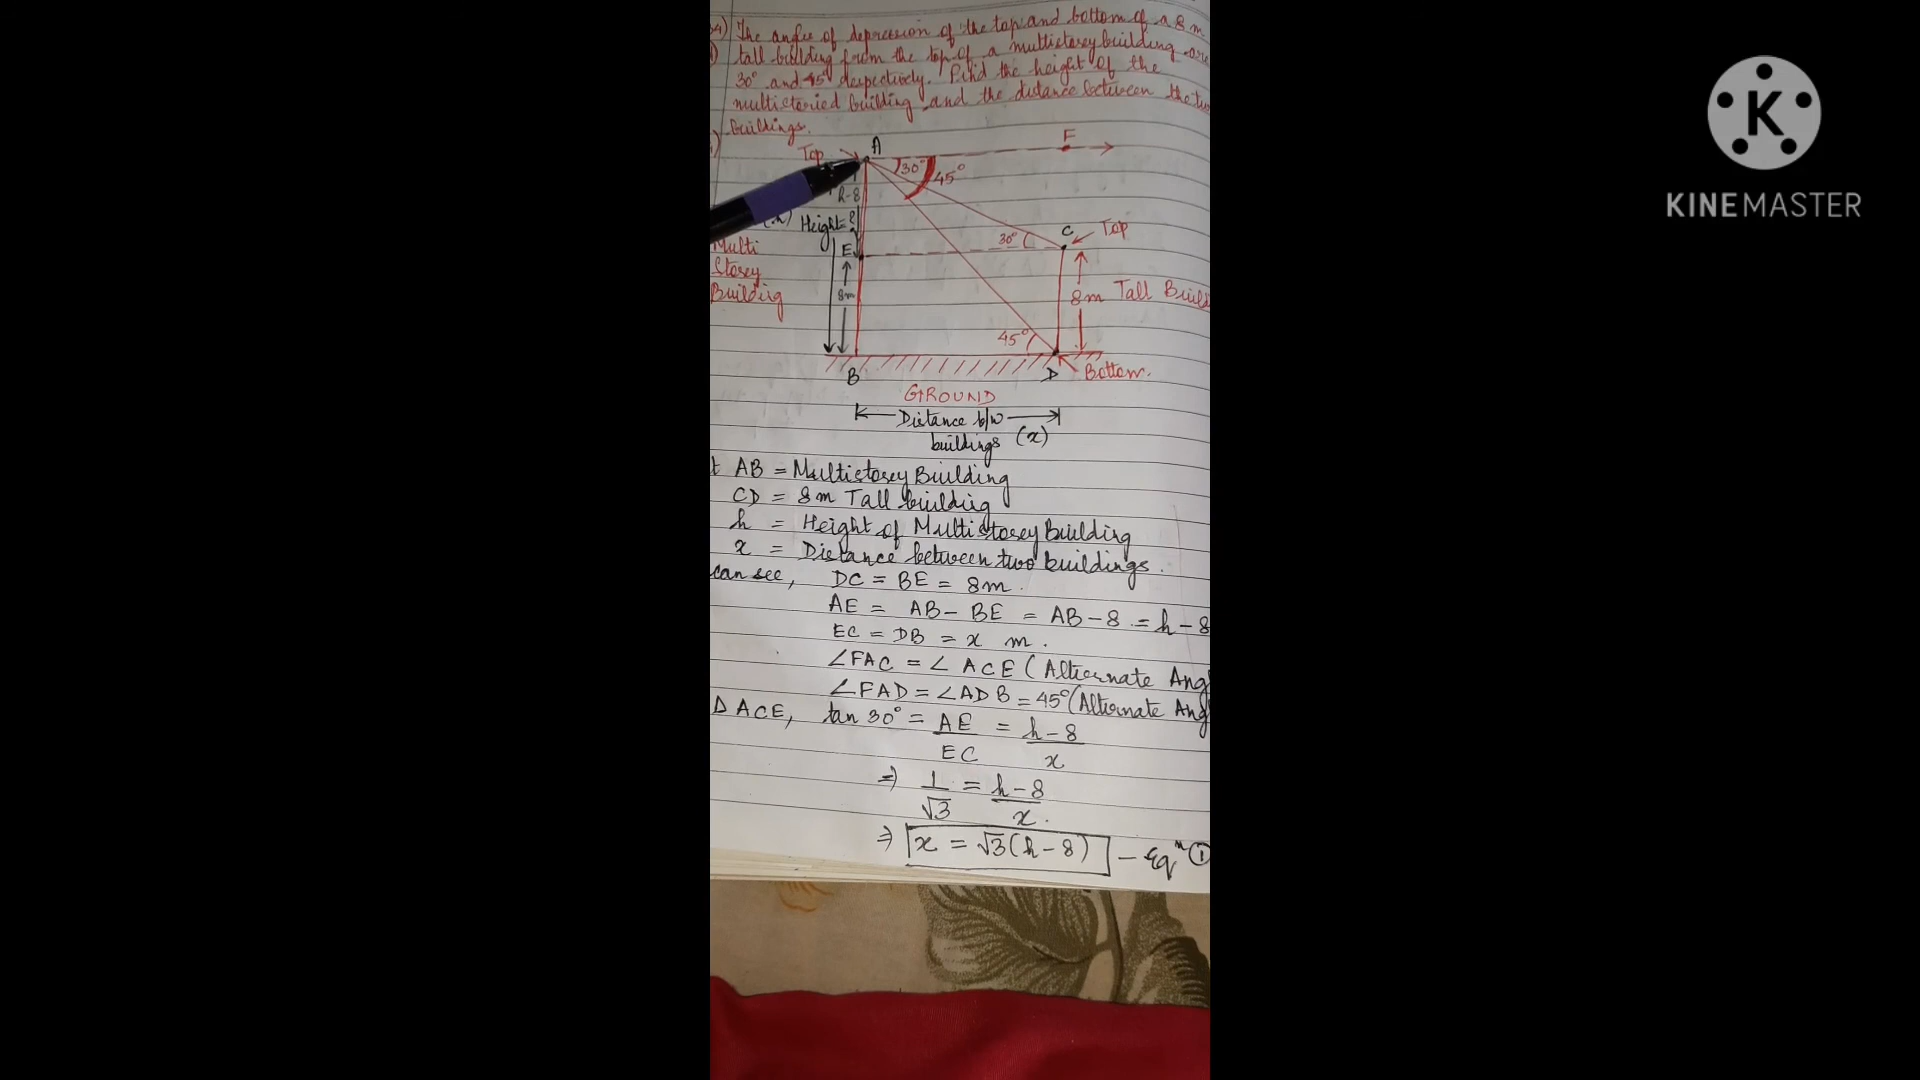 The angles of depression of the top and bottom of a 8 m
tall building from the top of a multistorey building are
30° and 45° respectively. Find the height of the
multistoried building and the distance between the two
buildings.
Top
A
F
30°
45°
h-8
Height = ?
Multi
Storey
Building
E
30°
C
Top
8m
8m
Tall Build
45°
B
D
Bottom.
GROUND
Distance b/w
buildings (x)
AB = Multistorey Building
CD = 8m Tall building
h = Height of Multistorey Building
x = Distance between two buildings.
can see, DC = BE = 8m.
AE = AB - BE = AB - 8 = h - 8
EC = DB = x m.
∠FAC = ∠ACE (Alternate Ang
∠FAD = ∠ADB = 45° (Alternate Ang
Δ ACE, tan 30° = AE/EC = h-8/x
⇒ 1/√3 = h-8/x.
⇒ x = √3(h-8) - Eqⁿ ①
K
KINEMASTER